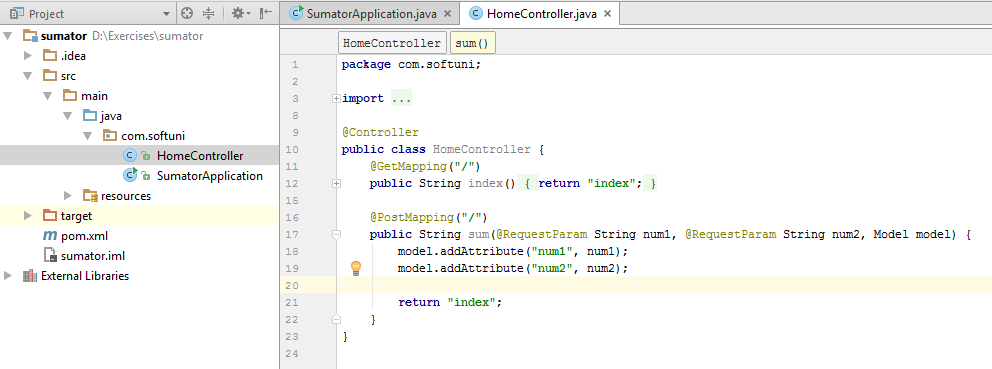 Project
sumator D:\Exercises\sumator
.idea
src
main
java
com.softuni
HomeController
SumatorApplication
resources
target
pom.xml
sumator.iml
External Libraries
SumatorApplication.java
HomeController.java
HomeController
sum()
1 package com.softuni;
2
3 import ...
8
9 @Controller
10 public class HomeController {
11 @GetMapping("/")
12 public String index() { return "index"; }
15
16 @PostMapping("/")
17 public String sum(@RequestParam String num1, @RequestParam String num2, Model model) {
18 model.addAttribute("num1", num1);
19 model.addAttribute("num2", num2);
20
21 return "index";
22 }
23 }
24